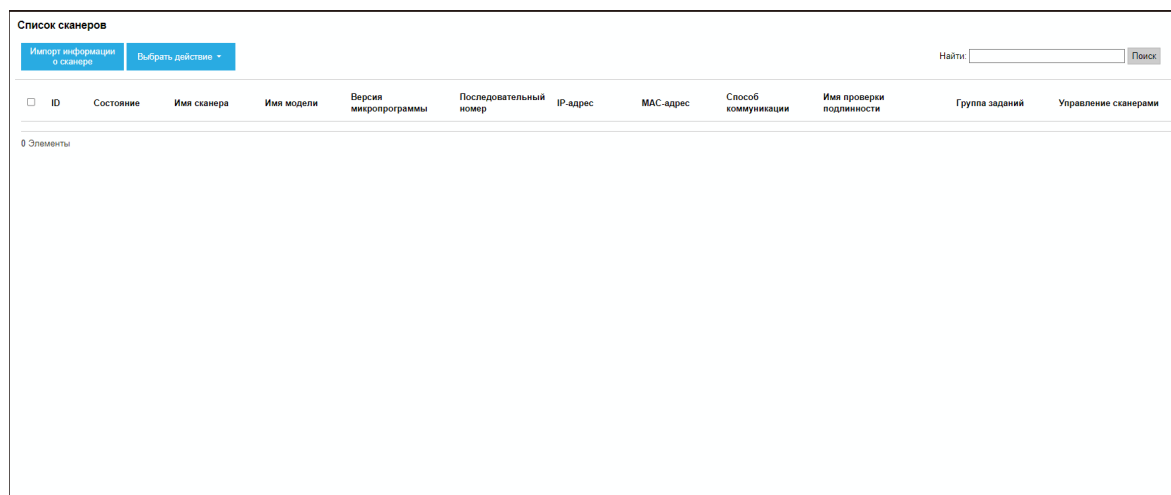 Список сканеров
Импорт информации
о сканере
Выбрать действие
Найти:
Поиск
ID
Состояние
Имя сканера
Имя модели
Версия
микропрограммы
Последовательный
номер
IP-адрес
MAC-адрес
Способ
коммуникации
Имя проверки
подлинности
Группа заданий
Управление сканерами
0 Элементы